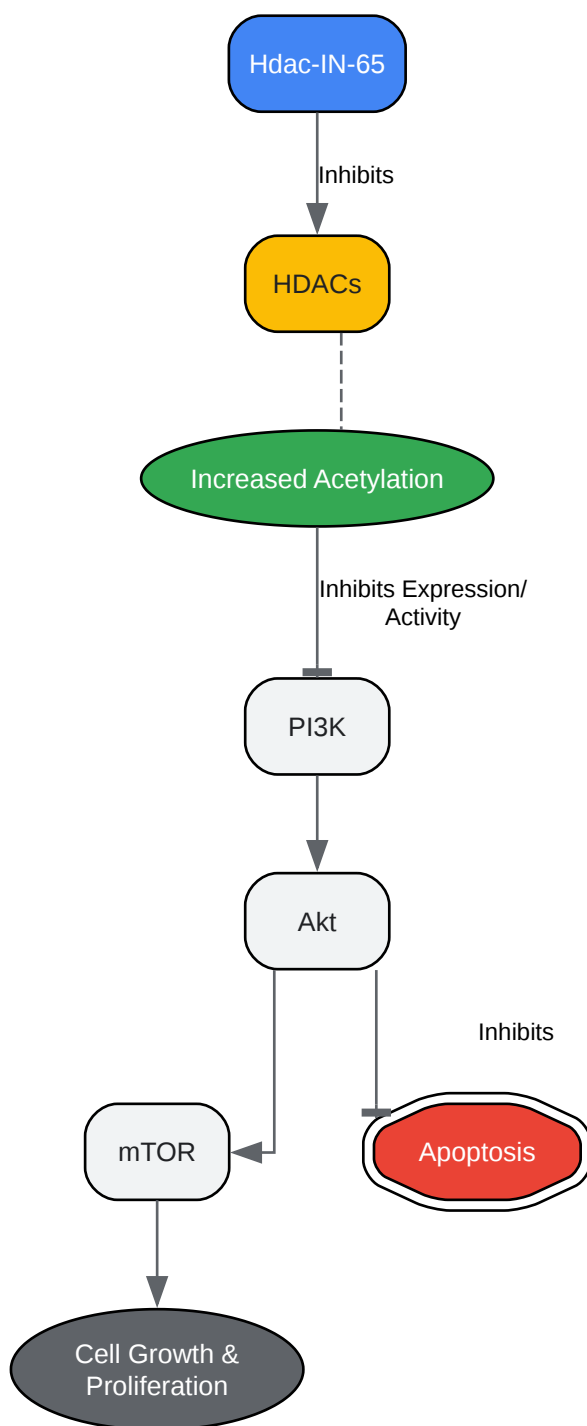 Hdac-IN-65
Inhibits
HDACs
Increased Acetylation
Inhibits Expression/
Activity
PI3K
Akt
Inhibits
mTOR
Apoptosis
Cell Growth &
Proliferation